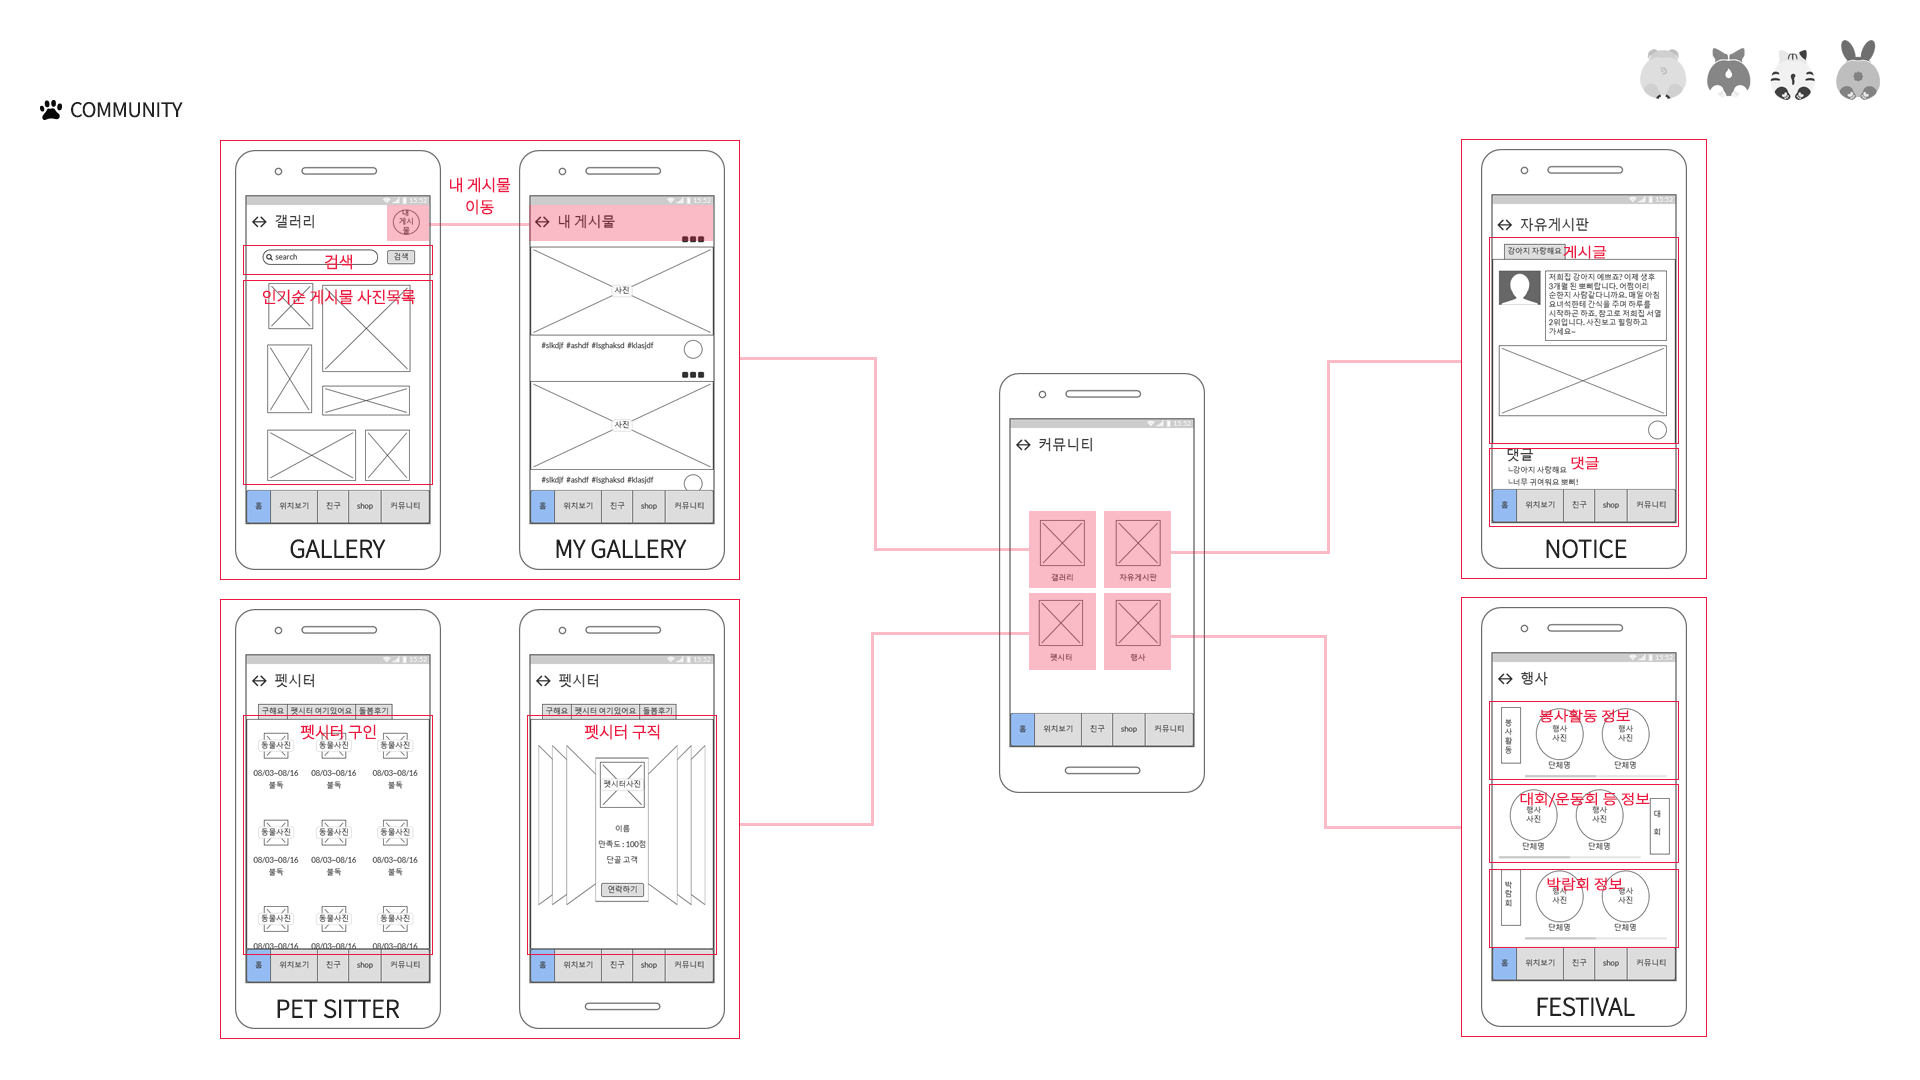 COMMUNITY
15:52
갤러리
내
게시
물
search
검색
검색
인기순 게시물 사진목록
홈
위치보기
친구
shop
커뮤니티
GALLERY
내 게시물
이동
15:52
내 게시물
사진
#slkdjf #ashdf #lsghaksd #klasjdf
사진
#slkdjf #ashdf #lsghaksd #klasjdf
홈
위치보기
친구
shop
커뮤니티
MY GALLERY
15:52
펫시터
구해요
펫시터 여기있어요
돌봄후기
펫시터 구인
동물사진
동물사진
동물사진
08/03~08/16
08/03~08/16
08/03~08/16
불독
불독
불독
동물사진
동물사진
동물사진
08/03~08/16
08/03~08/16
08/03~08/16
불독
불독
불독
동물사진
동물사진
동물사진
08/03~08/16
08/03~08/16
08/03~08/16
홈
위치보기
친구
shop
커뮤니티
PET SITTER
15:52
펫시터
구해요
펫시터 여기있어요
돌봄후기
펫시터 구직
펫시터사진
이름
만족도 : 100점
단골 고객
연락하기
홈
위치보기
친구
shop
커뮤니티
15:52
커뮤니티
갤러리
자유게시판
펫시터
행사
홈
위치보기
친구
shop
커뮤니티
15:52
자유게시판
강아지 자랑해요
게시글
저희집 강아지 예쁘죠? 이제 생후
3개월 된 뽀삐랍니다. 어쩜이리
순한지 사람같다니까요. 매일 아침
요녀석한테 간식을 주며 하루를
시작하곤 하죠. 참고로 저희집 서열
2위입니다. 사진보고 힐링하고
가세요~
댓글
댓글
ㄴ강아지 사랑해요
ㄴ너무 귀여워요 뽀삐!
홈
위치보기
친구
shop
커뮤니티
NOTICE
15:52
행사
봉사활동 정보
봉
사
활
동
행사
사진
행사
사진
단체명
단체명
대회/운동회 등 정보
행사
사진
행사
사진
단체명
단체명
대
회
박람회 정보
박
람
회
행사
사진
행사
사진
단체명
단체명
홈
위치보기
친구
shop
커뮤니티
FESTIVAL